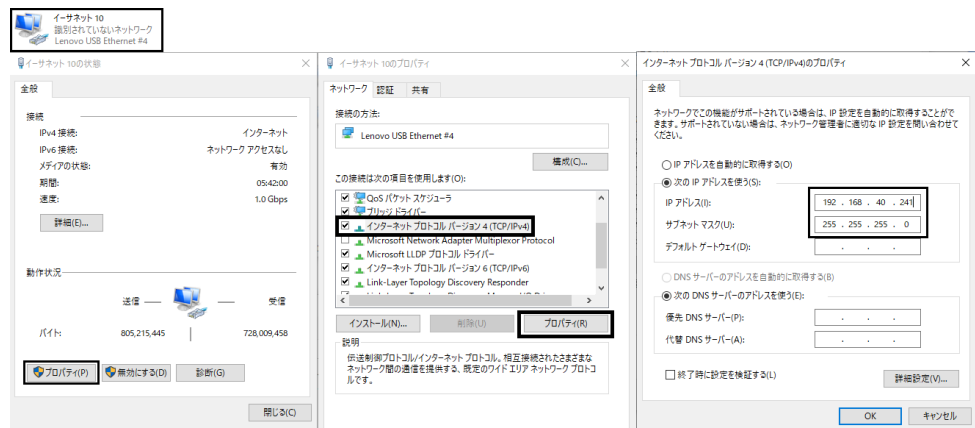 イーサネット 10
識別されていないネットワーク
Lenovo USB Ethernet #4
イーサネット 10の状態
全般
接続
IPv4 接続: インターネット
IPv6 接続: ネットワーク アクセスなし
メディアの状態: 有効
期間: 05:42:00
速度: 1.0 Gbps
詳細(E)...
動作状況
送信 受信
バイト: 805,215,445 728,009,458
プロパティ(P) 無効にする(D) 診断(G)
閉じる(C)
イーサネット 10のプロパティ
ネットワーク 認証 共有
接続の方法:
Lenovo USB Ethernet #4
構成(C)...
この接続は次の項目を使用します(O):
QoS パケット スケジューラ
ブリッジ ドライバー
インターネット プロトコル バージョン 4 (TCP/IPv4)
Microsoft Network Adapter Multiplexor Protocol
Microsoft LLDP プロトコル ドライバー
インターネット プロトコル バージョン 6 (TCP/IPv6)
Link-Layer Topology Discovery Responder
インストール(N)... 削除(U) プロパティ(R)
説明
伝送制御プロトコル/インターネット プロトコル。相互接続されたさまざまな
ネットワーク間の通信を提供する、既定のワイド エリア ネットワーク プロトコ
ルです。
インターネット プロトコル バージョン 4 (TCP/IPv4)のプロパティ
全般
ネットワークでこの機能がサポートされている場合は、IP 設定を自動的に取得することがで
きます。サポートされていない場合は、ネットワーク管理者に適切な IP 設定を問い合わせて
ください。
IP アドレスを自動的に取得する(O)
次の IP アドレスを使う(S):
IP アドレス(I): 192 . 168 . 40 . 241
サブネット マスク(U): 255 . 255 . 255 . 0
デフォルト ゲートウェイ(D): . . .
DNS サーバーのアドレスを自動的に取得する(B)
次の DNS サーバーのアドレスを使う(E):
優先 DNS サーバー(P): . . .
代替 DNS サーバー(A): . . .
終了時に設定を検証する(L)
詳細設定(V)...
OK キャンセル